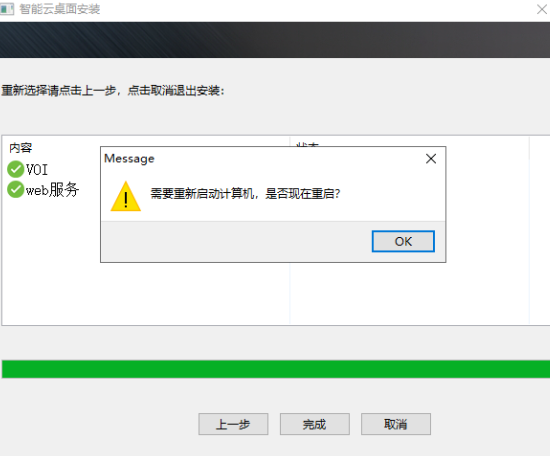 智能云桌面安装
重新选择请点击上一步，点击取消退出安装：
内容
Message
VOI
web服务
需要重新启动计算机，是否现在重启?
OK
上一步
完成
取消